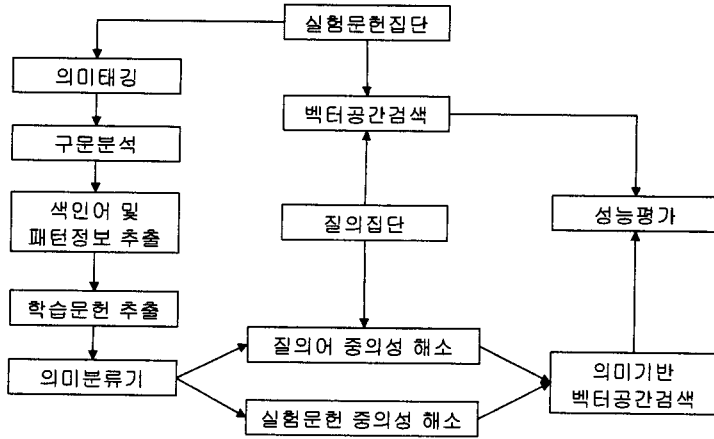 실험문헌집단
의미태깅
벡터공간검색
구문분석
색인어 및
패턴정보 추출
질의집단
성능평가
학습문헌 추출
질의어 중의성 해소
의미분류기
의미기반
벡터공간검색
실험문헌 중의성 해소